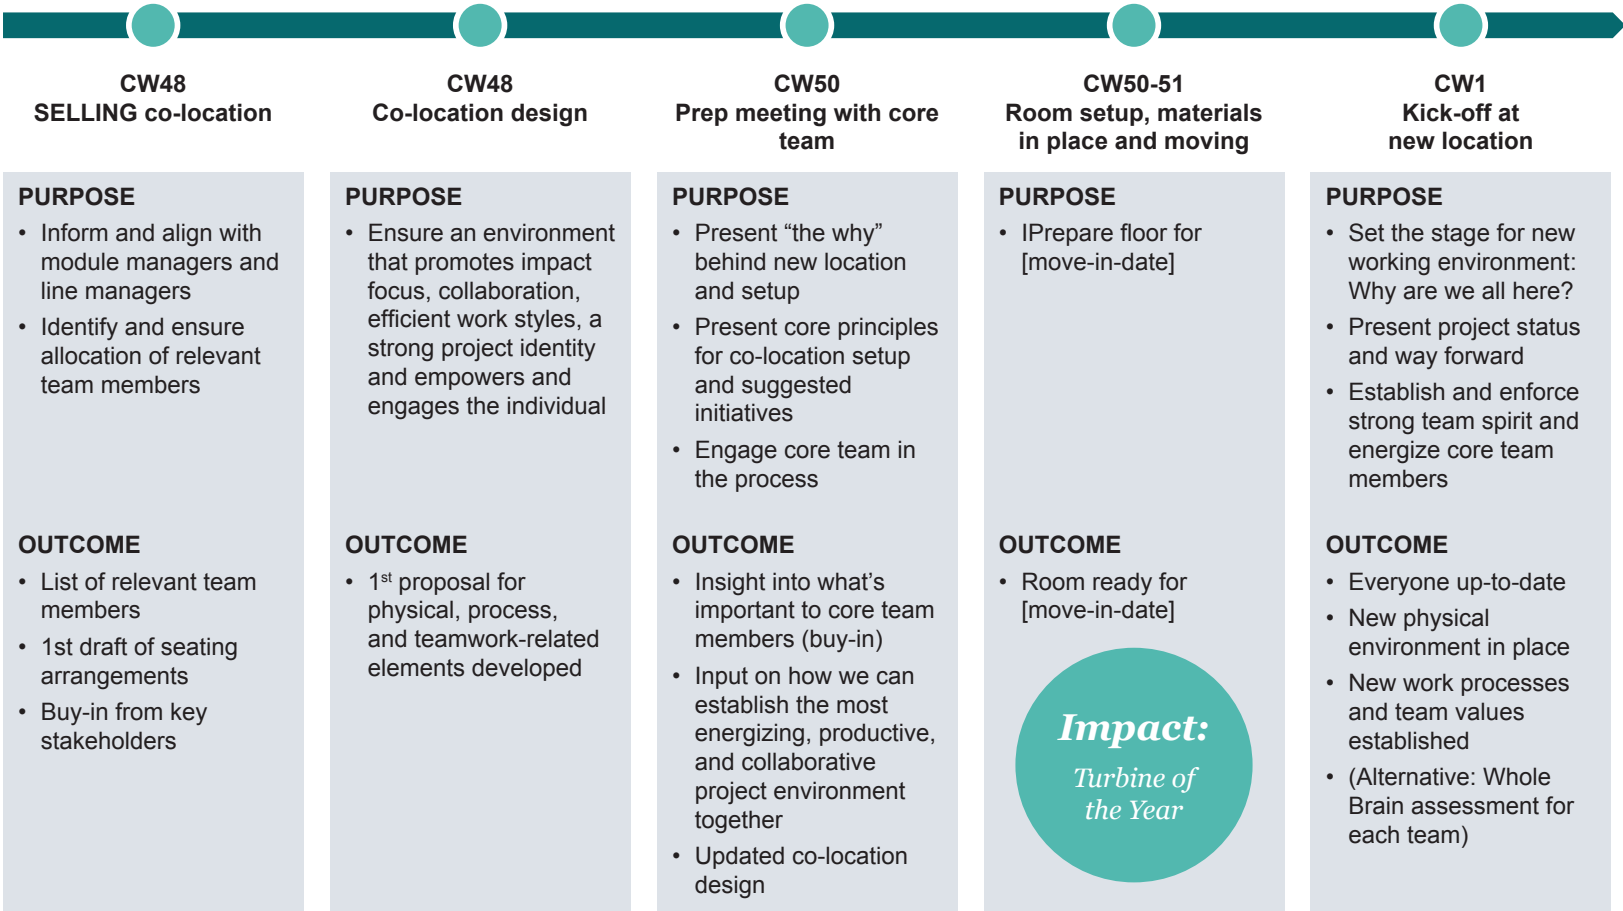 CW48
SELLING co-location
CW48
Co-location design
CW50
Prep meeting with core
team
CW50-51
Room setup, materials
in place and moving
CW1
Kick-off at
new location
PURPOSE
• Inform and align with
module managers and
line managers
• Identify and ensure
allocation of relevant
team members
OUTCOME
• List of relevant team
members
• 1st draft of seating
arrangements
• Buy-in from key
stakeholders
PURPOSE
• Ensure an environment
that promotes impact
focus, collaboration,
efficient work styles, a
strong project identity
and empowers and
engages the individual
OUTCOME
• 1st proposal for
physical, process,
and teamwork-related
elements developed
PURPOSE
• Present “the why”
behind new location
and setup
• Present core principles
for co-location setup
and suggested
initiatives
• Engage core team in
the process
OUTCOME
• Insight into what’s
important to core team
members (buy-in)
• Input on how we can
establish the most
energizing, productive,
and collaborative
project environment
together
• Updated co-location
design
PURPOSE
• IPrepare floor for
[move-in-date]
OUTCOME
• Room ready for
[move-in-date]
Impact:
Turbine of
the Year
PURPOSE
• Set the stage for new
working environment:
Why are we all here?
• Present project status
and way forward
• Establish and enforce
strong team spirit and
energize core team
members
OUTCOME
• Everyone up-to-date
• New physical
environment in place
• New work processes
and team values
established
• (Alternative: Whole
Brain assessment for
each team)